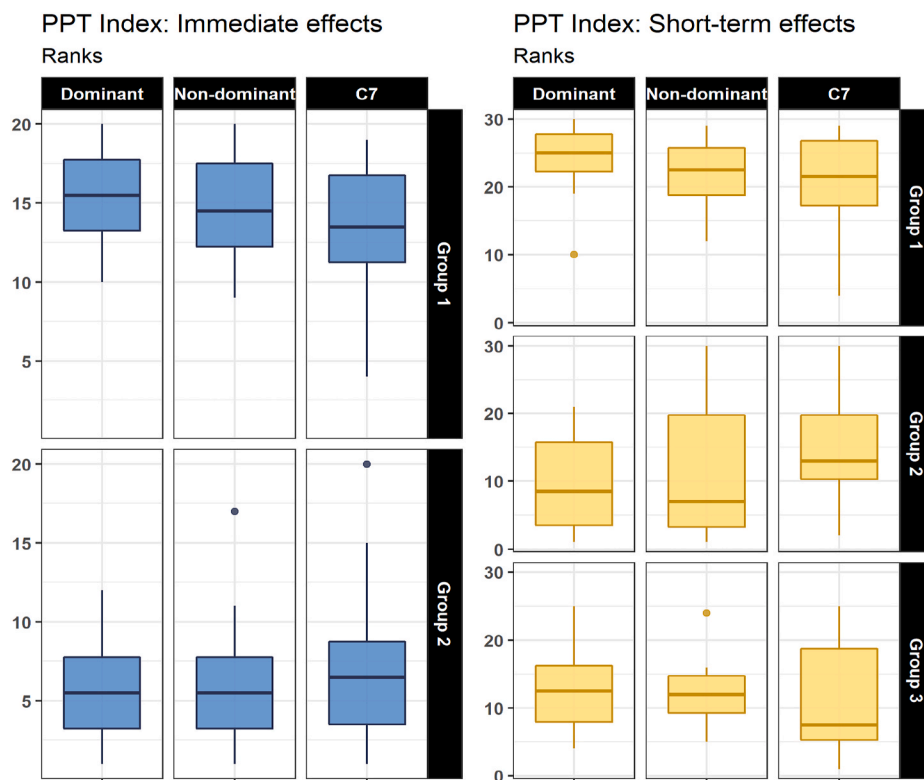 PPT Index: Immediate effects
Ranks
Dominant Non-dominant C7
20
15
10
5
Group 1
20
15
10
5
Group 2
PPT Index: Short-term effects
Ranks
Dominant Non-dominant C7
30
20
10
0
Group 1
30
20
10
0
Group 2
30
20
10
0
Group 3